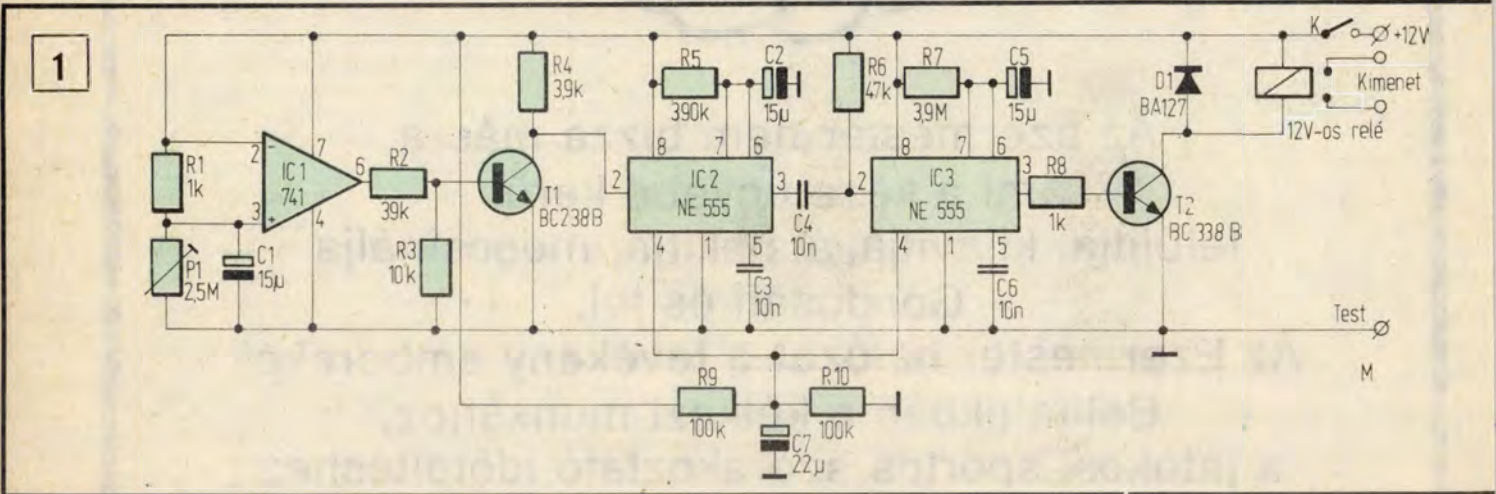 1
K
+12V
Kimenet
12V-os relé
Test
M
R1
1k
P1
2,5M
C1
15µ
2
3
-
+
IC 1
741
7
6
4
R2
39k
R3
10k
R4
3,9k
T1
BC238B
R5
390k
C2
15µ
8
7
6
2
IC2
NE 555
3
4
1
5
C3
10n
C4
10n
R6
47k
R7
3,9M
C5
15µ
8
7
6
2
IC3
NE 555
3
4
1
5
C6
10n
R8
1k
T2
BC 338 B
D1
BA127
R9
100k
R10
100k
C7
22µ